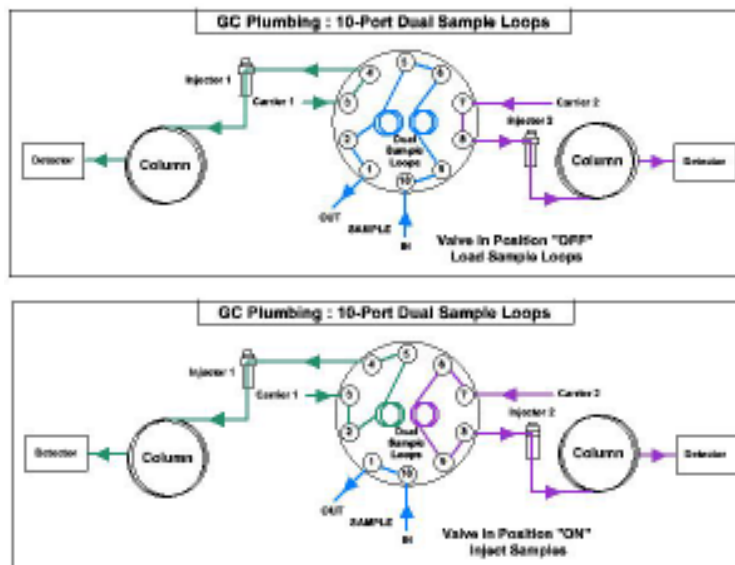 GC Plumbing : 10-Port Dual Sample Loops
Injector 1
Carrier 1
Detector
Column
4
5
6
3
7
2
8
1
9
10
Dual
Sample
Loops
Carrier 2
Injector 2
Column
Detector
OUT
SAMPLE
IN
Valve In Position "OFF"
Load Sample Loops
GC Plumbing : 10-Port Dual Sample Loops
Injector 1
Carrier 1
Detector
Column
4
5
6
3
7
2
8
1
9
10
Dual
Sample
Loops
Carrier 2
Injector 2
Column
Detector
OUT
SAMPLE
IN
Valve In Position "ON"
Inject Samples